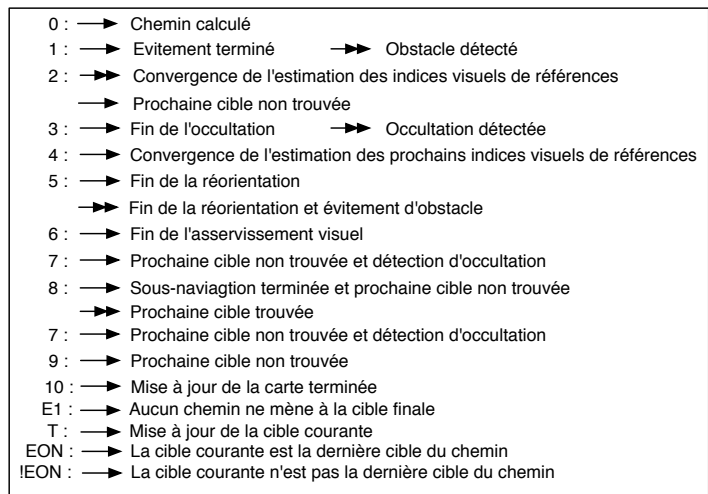 0 : Chemin calculé
1 : Evitement terminé Obstacle détecté
2 : Convergence de l'estimation des indices visuels de références
Prochaine cible non trouvée
3 : Fin de l'occultation Occultation détectée
4 : Convergence de l'estimation des prochains indices visuels de références
5 : Fin de la réorientation
Fin de la réorientation et évitement d'obstacle
6 : Fin de l'asservissement visuel
7 : Prochaine cible non trouvée et détection d'occultation
8 : Sous-naviagtion terminée et prochaine cible non trouvée
Prochaine cible trouvée
7 : Prochaine cible non trouvée et détection d'occultation
9 : Prochaine cible non trouvée
10 : Mise à jour de la carte terminée
E1 : Aucun chemin ne mène à la cible finale
T : Mise à jour de la cible courante
EON : La cible courante est la dernière cible du chemin
!EON : La cible courante n'est pas la dernière cible du chemin